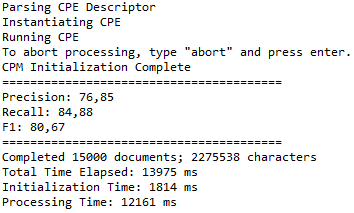 Parsing CPE Descriptor
Instantiating CPE
Running CPE
To abort processing, type "abort" and press enter.
CPM Initialization Complete
========================================
Precision: 76,85
Recall: 84,88
F1: 80,67
========================================
Completed 15000 documents; 2275538 characters
Total Time Elapsed: 13975 ms
Initialization Time: 1814 ms
Processing Time: 12161 ms